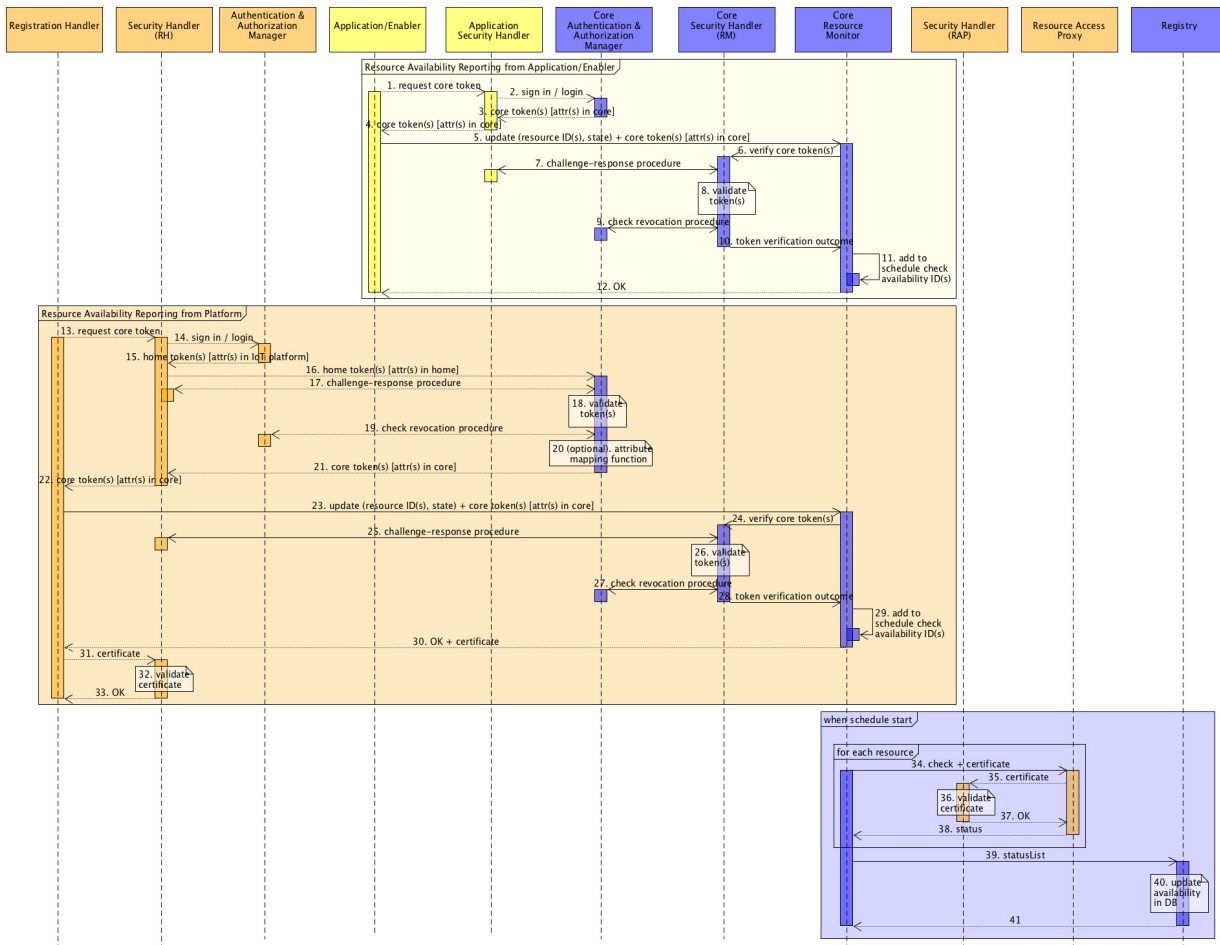 Registration Handler
Security Handler
(RH)
Authentication &
Authorization
Manager
Application/Enabler
Application
Security Handler
Core
Authentication &
Authorization
Manager
Core
Security Handler
(RM)
Core
Resource
Monitor
Security Handler
(RAP)
Resource Access
Proxy
Registry
Resource Availability Reporting from Application/Enabler
1. request core token
2. sign in / login
3. core token(s) [attr(s) in core]
4. core token(s) [attr(s) in core]
5. update (resource ID(s), state) + core token(s) [attr(s) in core]
6. verify core token(s)
7. challenge-response procedure
8. validate
token(s)
9. check revocation procedure
10. token verification outcome
11. add to
schedule check
availability ID(s)
12. OK
Resource Availability Reporting from Platform
13. request core token
14. sign in / login
15. home token(s) [attr(s) in IoT platform]
16. home token(s) [attr(s) in home]
17. challenge-response procedure
18. validate
token(s)
19. check revocation procedure
20 (optional). attribute
mapping function
21. core token(s) [attr(s) in core]
22. core token(s) [attr(s) in core]
23. update (resource ID(s), state) + core token(s) [attr(s) in core]
24. verify core token(s)
25. challenge-response procedure
26. validate
token(s)
27. check revocation procedure
28. token verification outcome
29. add to
schedule check
availability ID(s)
30. OK + certificate
31. certificate
32. validate
certificate
33. OK
when schedule start
for each resource
34. check + certificate
35. certificate
36. validate
certificate
37. OK
38. status
39. statusList
40. update
availability
in DB
41